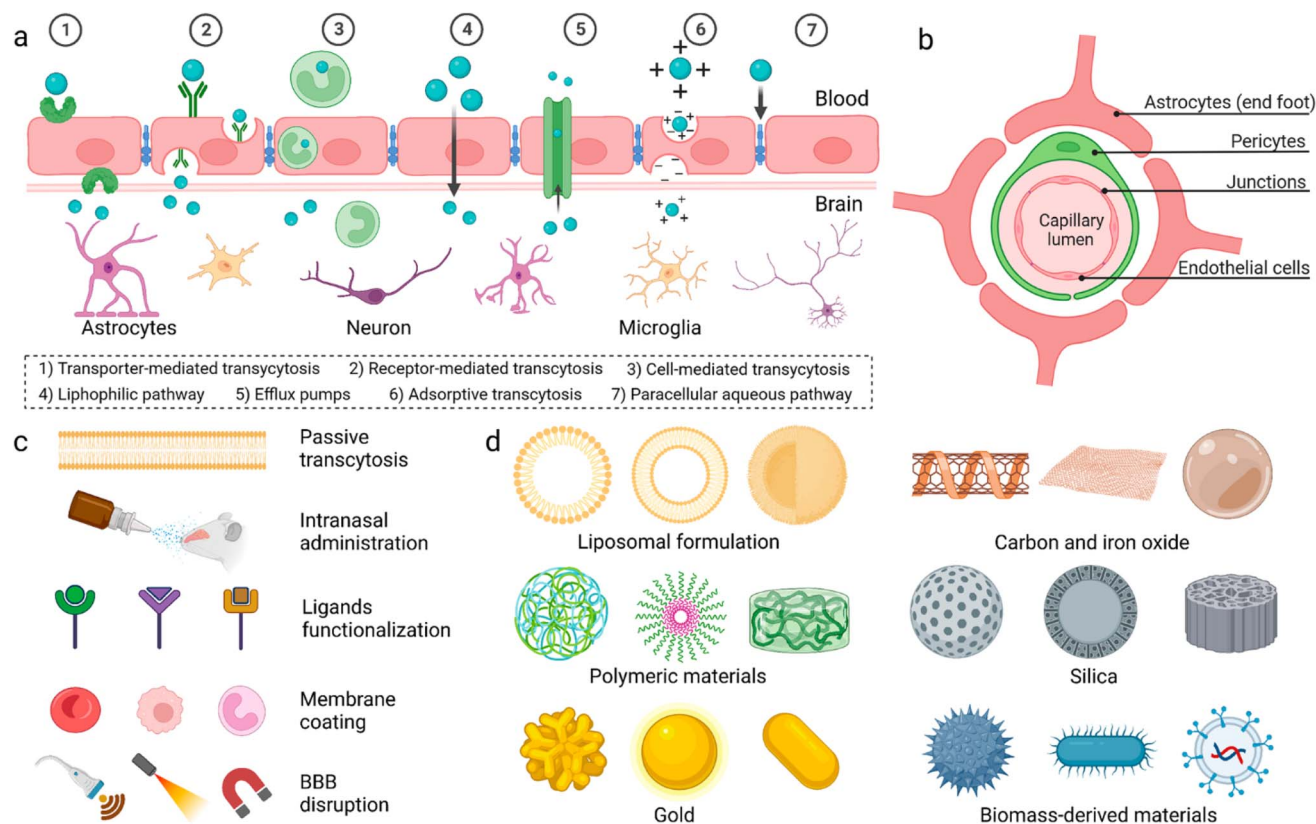 a
1
2
3
4
5
6
7
Blood
Brain
Astrocytes
Neuron
Microglia
1) Transporter-mediated transycytosis 2) Receptor-mediated transcytosis 3) Cell-mediated transycytosis
4) Liphophilic pathway 5) Efflux pumps 6) Adsorptive transcytosis 7) Paracellular aqueous pathway
b
Astrocytes (end foot)
Pericytes
Junctions
Capillary
lumen
Endothelial cells
c
Passive
transcytosis
Intranasal
administration
Ligands
functionalization
Membrane
coating
BBB
disruption
d
Liposomal formulation
Carbon and iron oxide
Polymeric materials
Silica
Gold
Biomass-derived materials